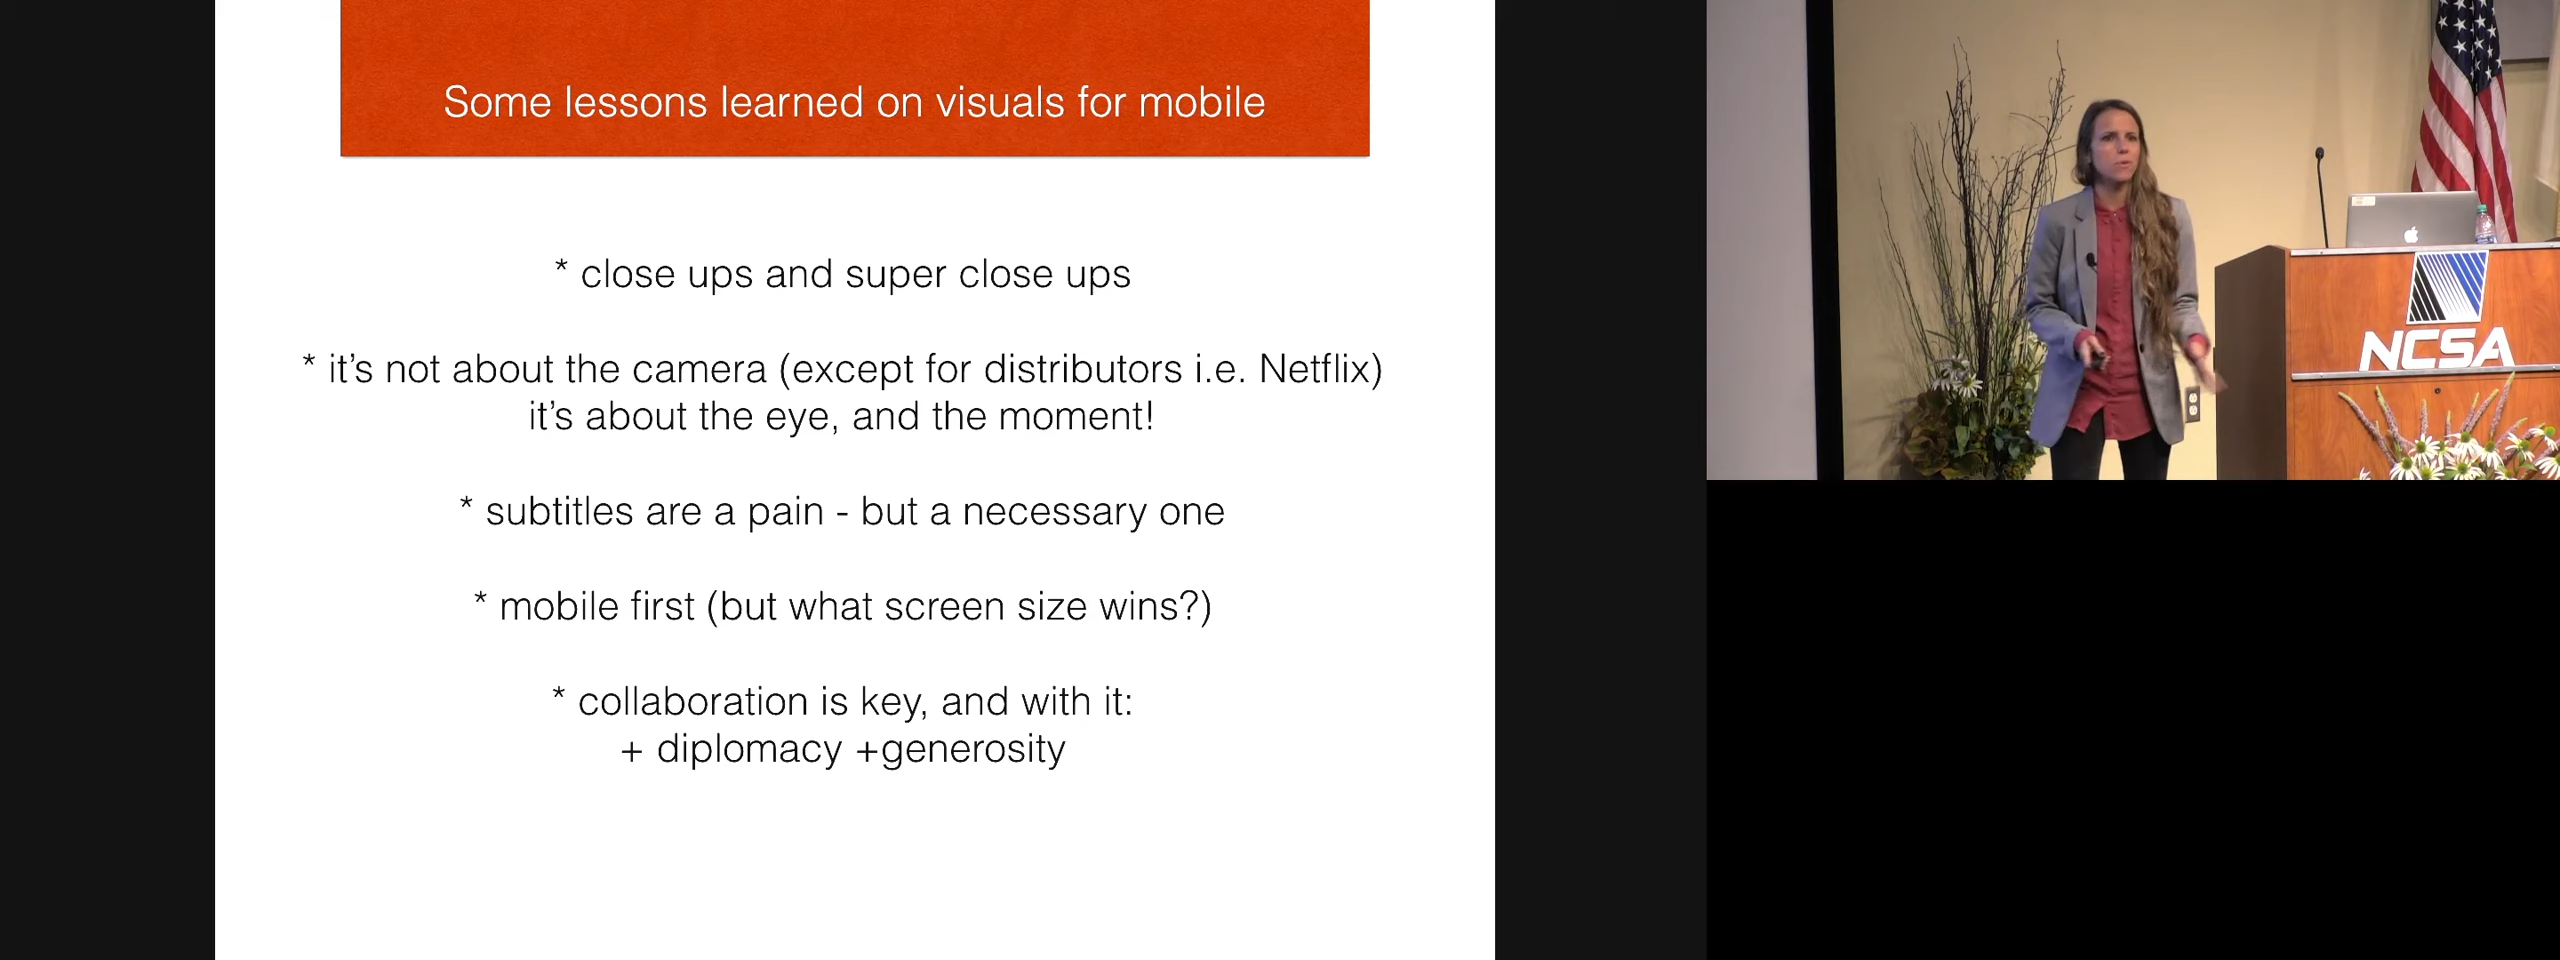 Some lessons learned on visuals for mobile
* close ups and super close ups
* it's not about the camera (except for distributors i.e. Netflix)
it's about the eye, and the moment!
* subtitles are a pain - but a necessary one
* mobile first (but what screen size wins?)
* collaboration is key, and with it:
+ diplomacy +generosity
NCSA